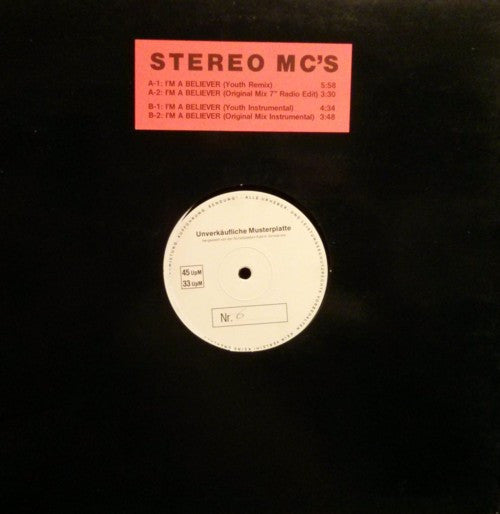 STEREO MC'S
A-1: I'M A BELIEVER (Youth Remix) 5:58
A-2: I'M A BELIEVER (Original Mix 7" Radio Edit) 3:30
B-1: I'M A BELIEVER (Youth Instrumental) 4:34
B-2: I'M A BELIEVER (Original Mix Instrumental) 3:48
Unverkäufliche Musterplatte
45 UpM
33 UpM
Nr. 6